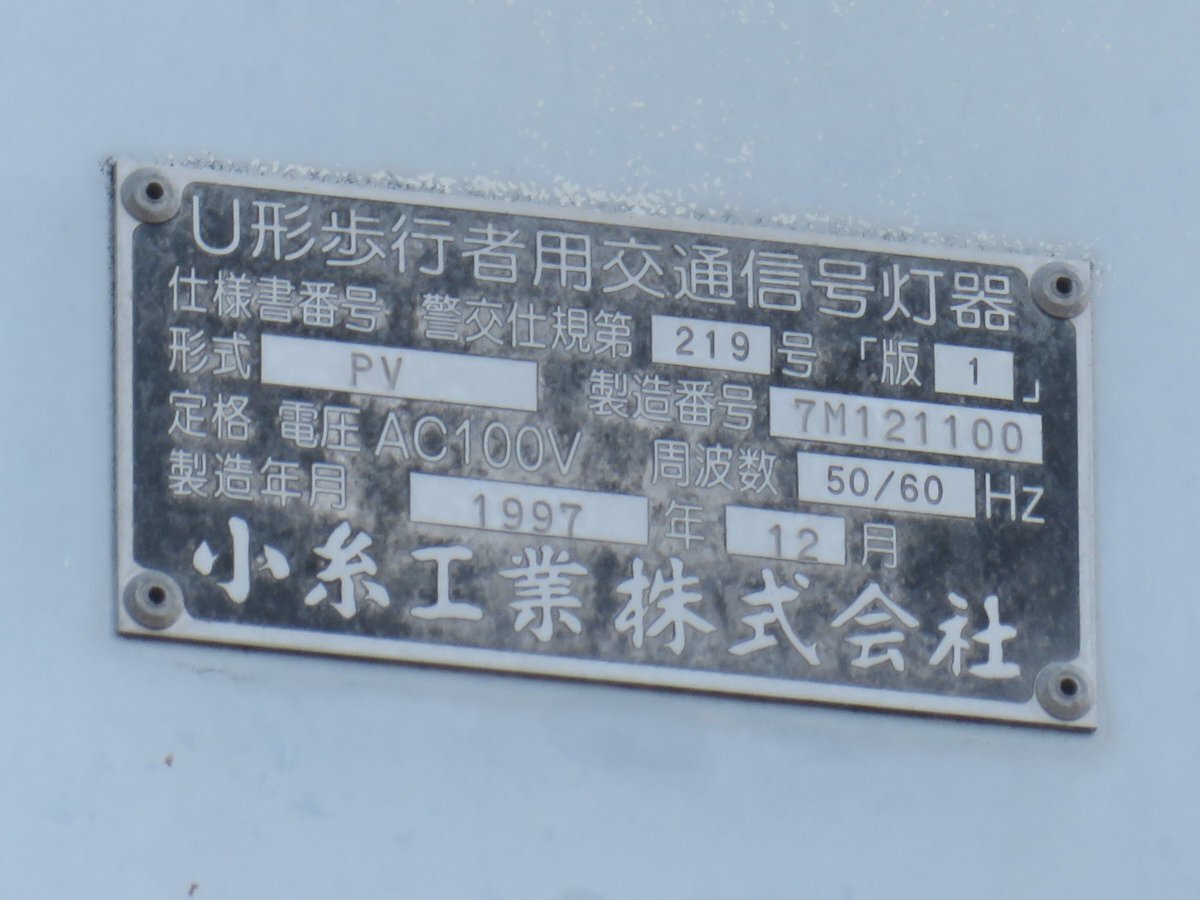 U形歩行者用交通信号灯器
仕様書番号 警交仕規第 219 号 「版 1 」
形式 PV 製造番号 7M121100
定格 電圧 AC100V 周波数 50/60 Hz
製造年月 1997 年 12 月
小糸工業株式会社